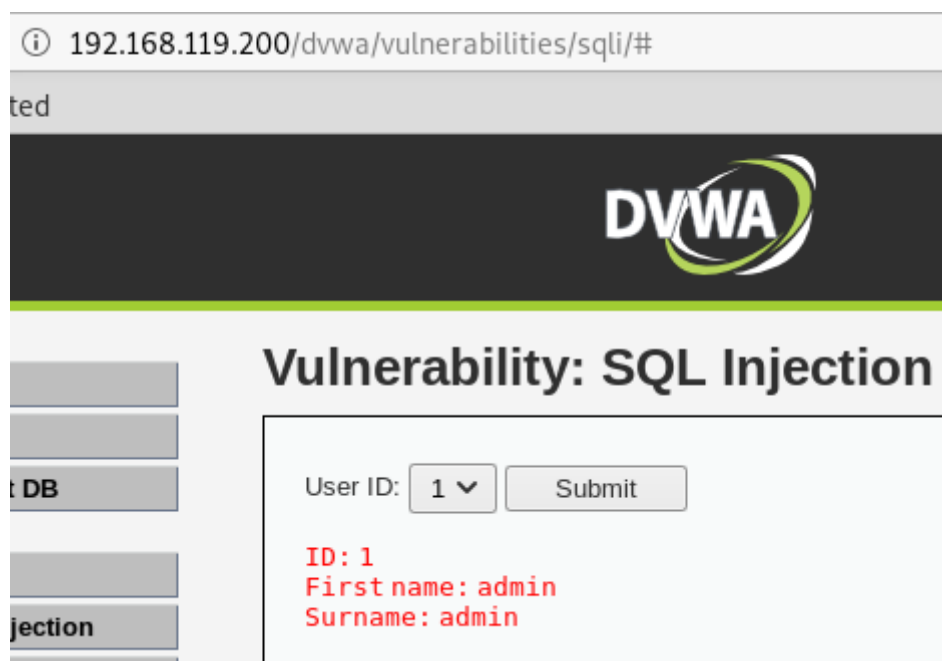 192.168.119.200/dvwa/vulnerabilities/sqli/#
ted
DVWA
Vulnerability: SQL Injection
t DB
User ID: 1 Submit
ID: 1
First name: admin
Surname: admin
jection